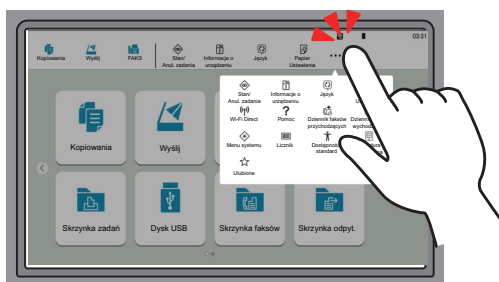 03:31
Kopiowania
Wyślij
FAKS
Stan/
Anul. zadania
Informacje o
urządzeniu
Język
Papier
Ustawienia
Stan/
Anul. zadania
Informacje o
urządzeniu
Język
Wi-Fi Direct
Pomoc
Dziennik faksów
przychodzących
Menu systemu
Licznik
Dostępność
standard
Ulubione
Kopiowania
Wyślij
Skrzynka zadań
Dysk USB
Skrzynka faksów
Skrzynka odpyt.